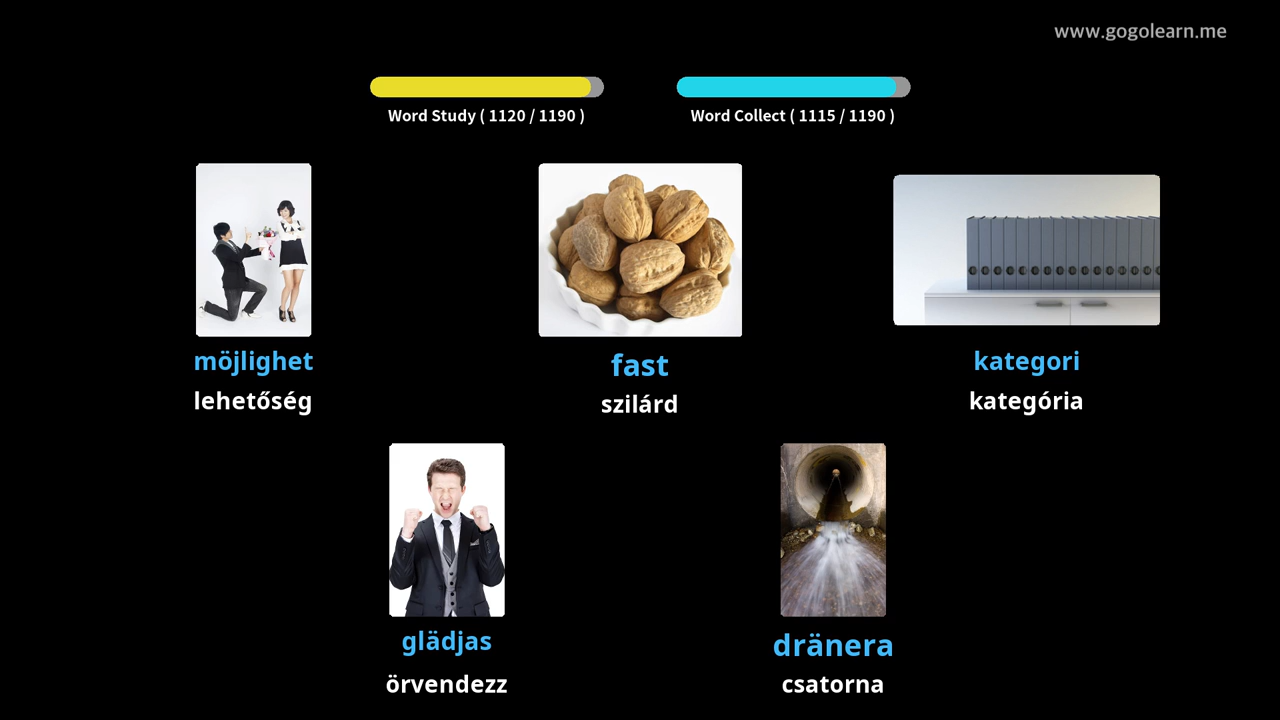 www.gogolearn.me
Word Study ( 1120 / 1190 )
Word Collect ( 1115 / 1190 )
möjlighet
lehetőség
fast
szilárd
kategori
kategória
glädjas
örvendezz
dränera
csatorna